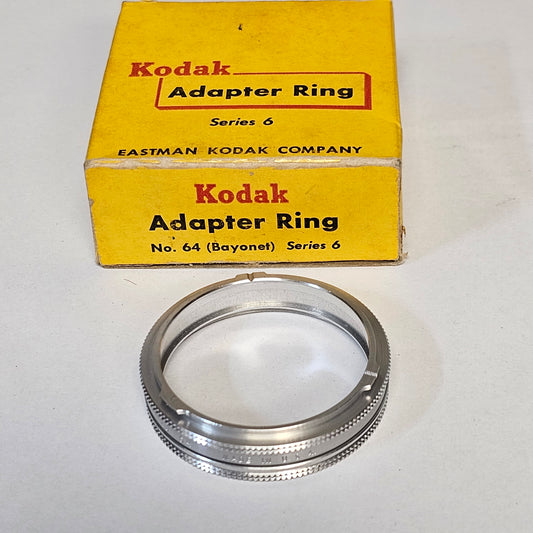 Kodak
Adapter Ring
Series 6
EASTMAN KODAK COMPANY
Kodak
Adapter Ring
No. 64 (Bayonet) Series 6